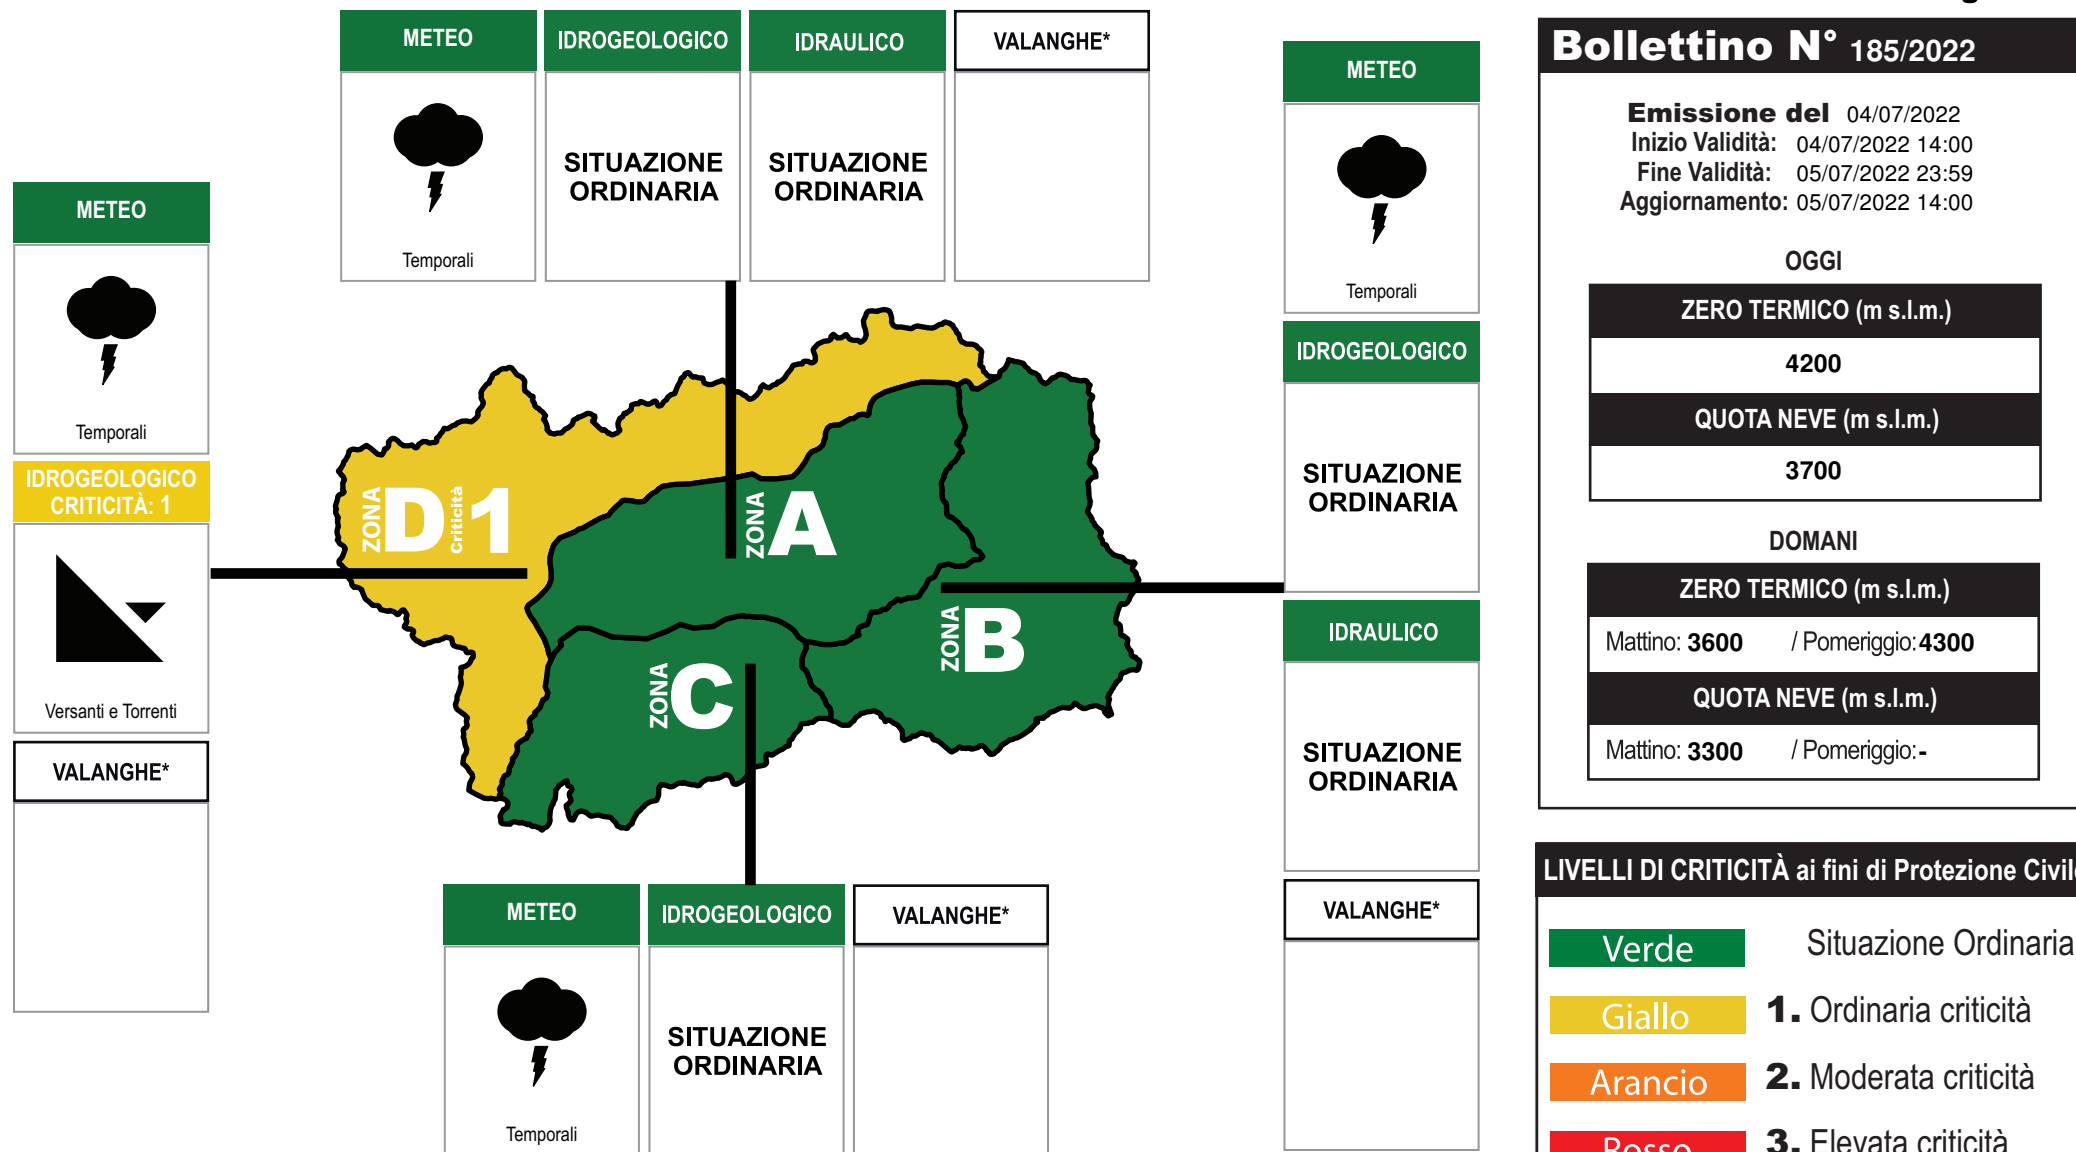 METEO
IDROGEOLOGICO
IDRAULICO
VALANGHE*
Temporali
SITUAZIONE
ORDINARIA
SITUAZIONE
ORDINARIA
METEO
Temporali
IDROGEOLOGICO
CRITICITÀ: 1
Versanti e Torrenti
VALANGHE*
ZONA D Criticità 1
ZONA A
ZONA B
ZONA C
METEO
Temporali
IDROGEOLOGICO
SITUAZIONE
ORDINARIA
IDRAULICO
SITUAZIONE
ORDINARIA
VALANGHE*
METEO
IDROGEOLOGICO
VALANGHE*
Temporali
SITUAZIONE
ORDINARIA
Bollettino N° 185/2022
Emissione del 04/07/2022
Inizio Validità: 04/07/2022 14:00
Fine Validità: 05/07/2022 23:59
Aggiornamento: 05/07/2022 14:00
OGGI
ZERO TERMICO (m s.l.m.)
4200
QUOTA NEVE (m s.l.m.)
3700
DOMANI
ZERO TERMICO (m s.l.m.)
Mattino: 3600 / Pomeriggio: 4300
QUOTA NEVE (m s.l.m.)
Mattino: 3300 / Pomeriggio: -
LIVELLI DI CRITICITÀ ai fini di Protezione Civile
Verde Situazione Ordinaria
Giallo 1. Ordinaria criticità
Arancio 2. Moderata criticità
Rosso 3. Elevata criticità